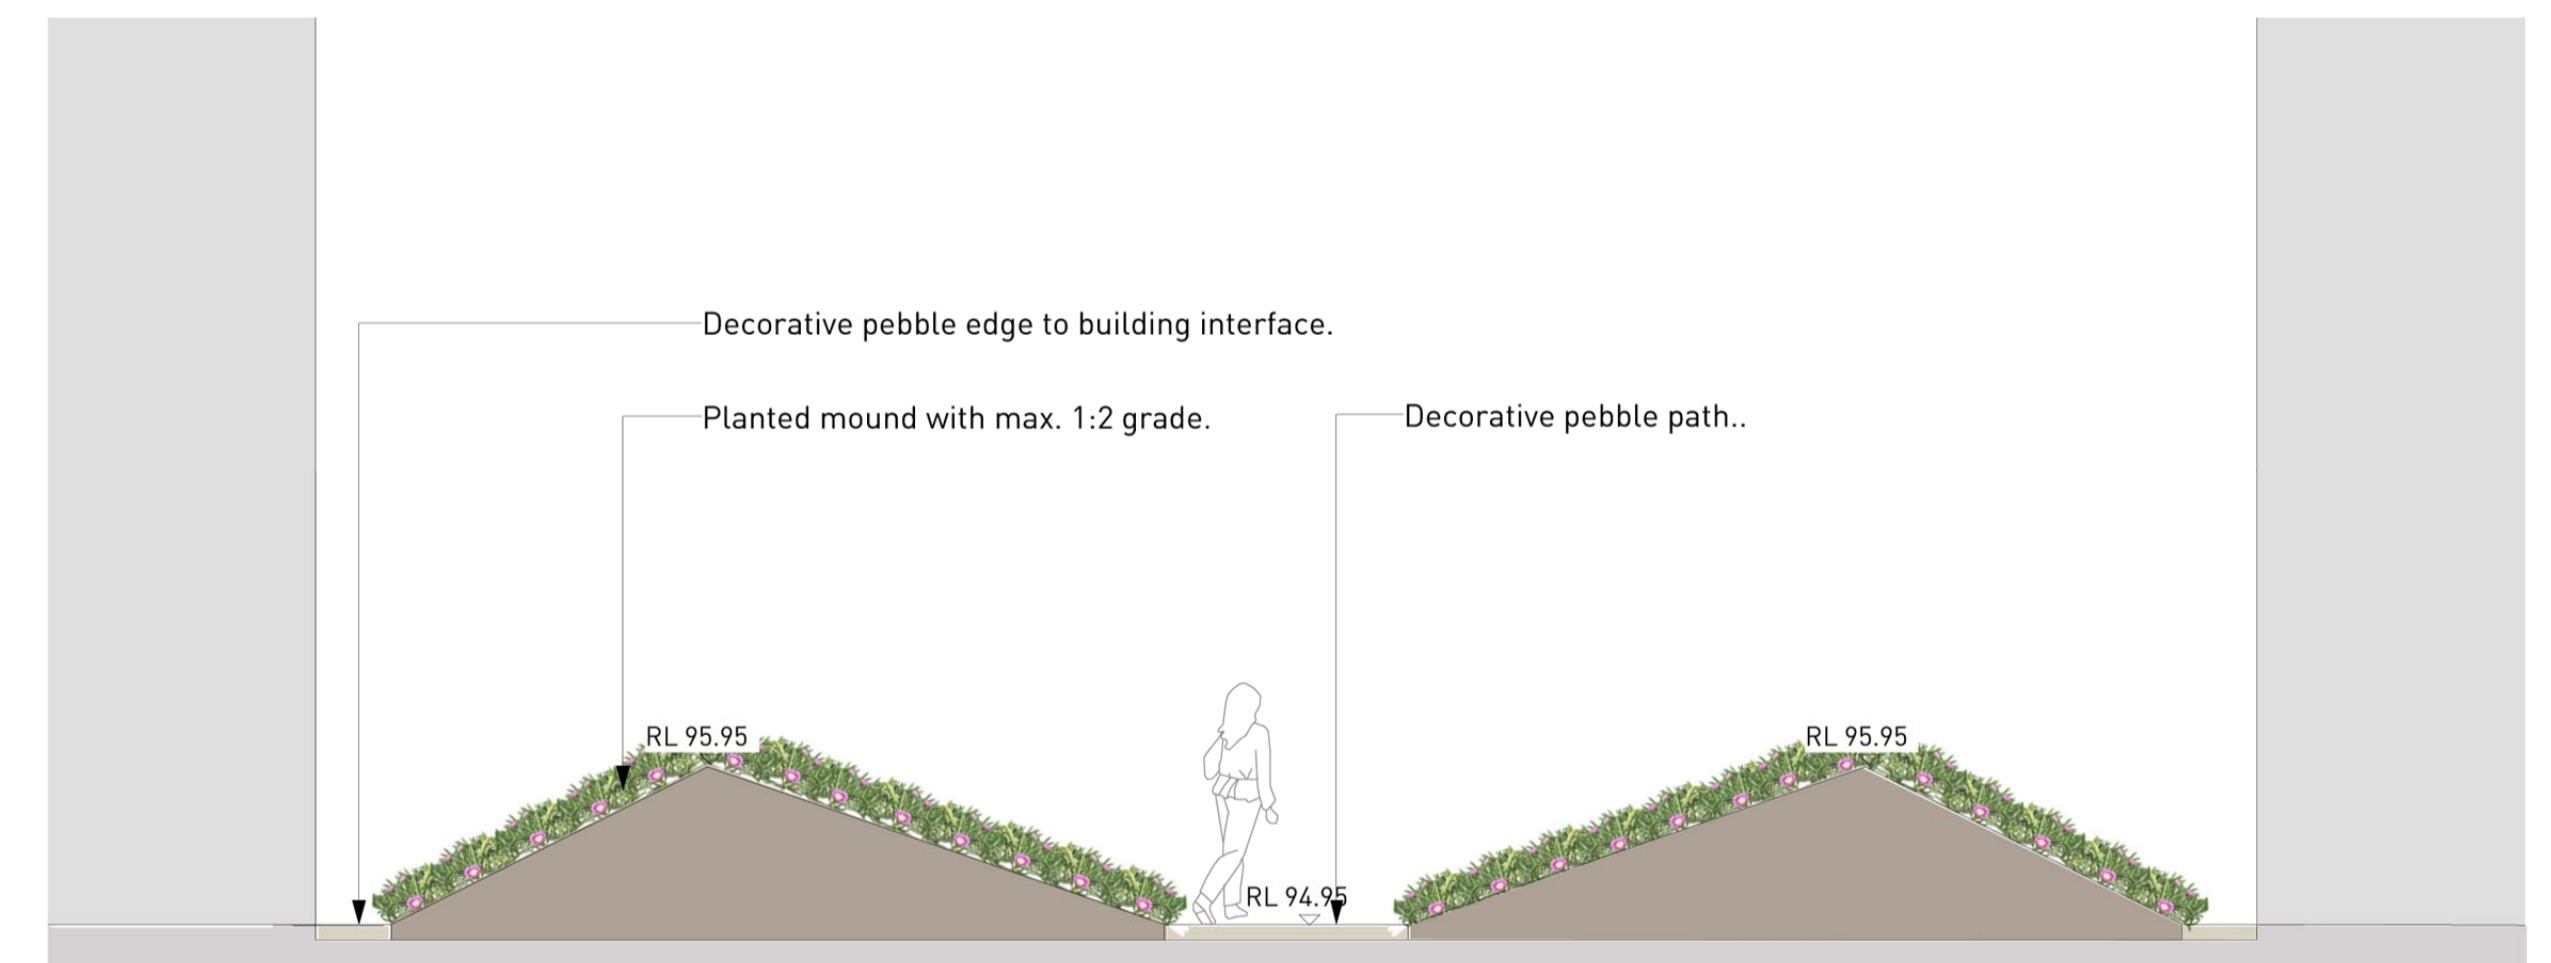 Decorative pebble edge to building interface.
Planted mound with max. 1:2 grade.
Decorative pebble path..
RL 95.95
RL 95.95
RL 94.95